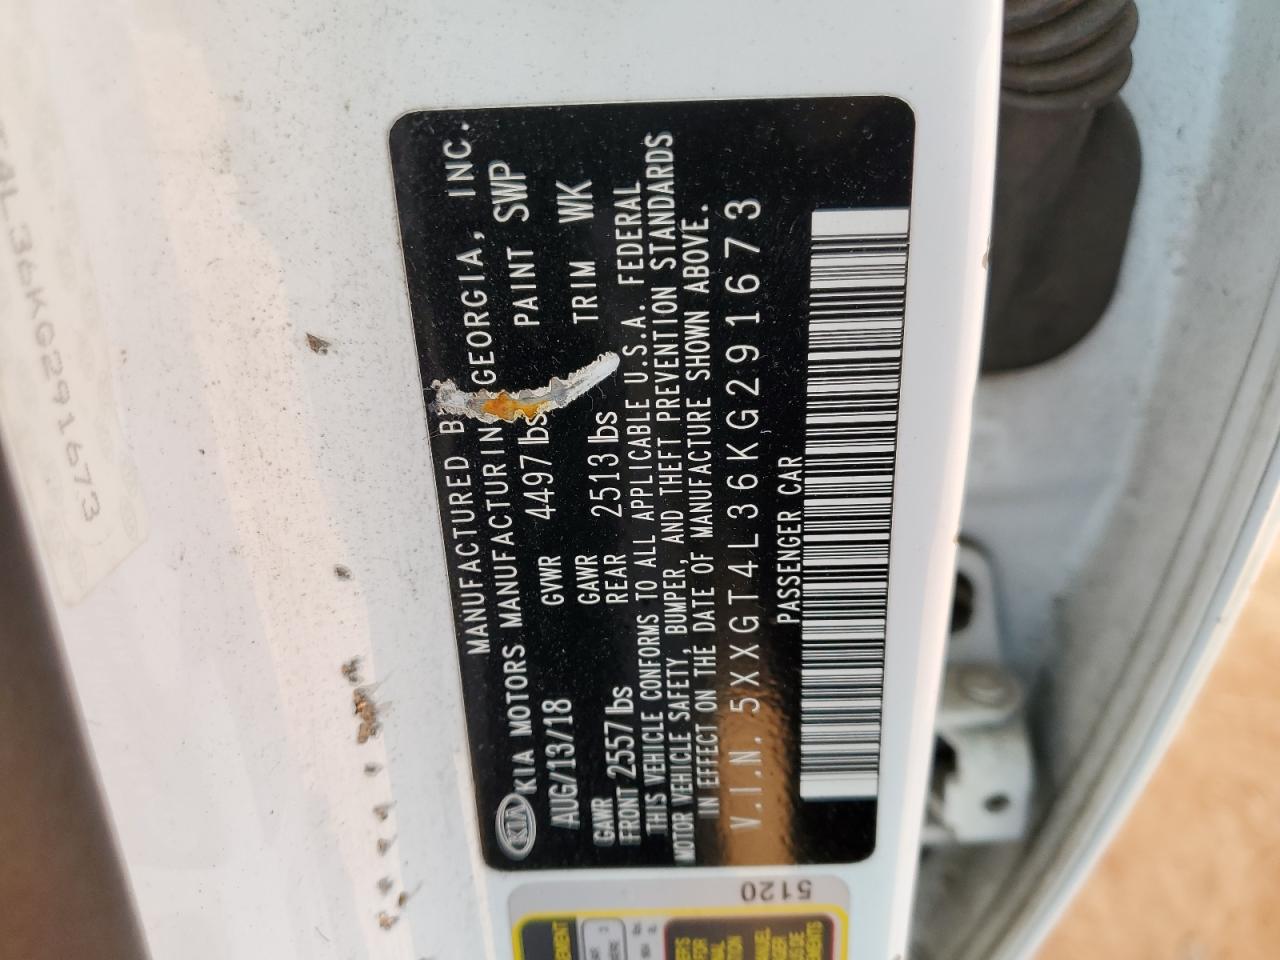 MANUFACTURED B
KIA KIA MOTORS MANUFACTURING GEORGIA, INC.
AUG/13/18 GVWR 4497 lbs PAINT SWP
GAWR FRONT 2557 lbs GAWR REAR 2513 lbs TRIM WK
THIS VEHICLE CONFORMS TO ALL APPLICABLE U.S.A. FEDERAL
MOTOR VEHICLE SAFETY, BUMPER, AND THEFT PREVENTION STANDARDS
IN EFFECT ON THE DATE OF MANUFACTURE SHOWN ABOVE.
V.I.N. 5XXGT4L36KG291673
PASSENGER CAR
5120
4L36KG291673